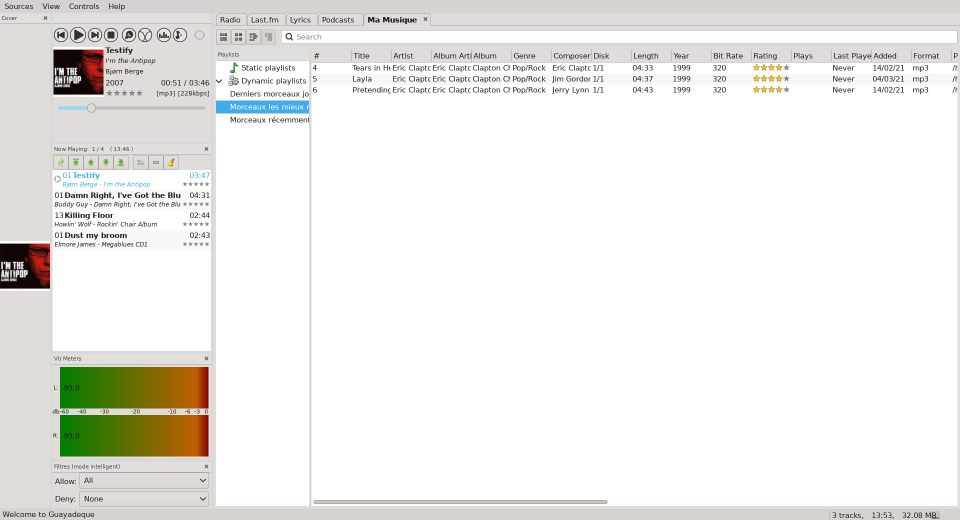 Sources View Controls Help
Cover
Testify
I'm the Antipop
Bjørn Berge
2007 00:51 / 03:46
[mp3] [228kbps]
I'M THE
ANTIPOP
Now Playing: 1 / 4 ( 13:46 )
01 Testify 03:47
Bjørn Berge - I'm the Antipop
01 Damn Right, I've Got the Blu 04:31
Buddy Guy - Damn Right, I've Got the Blu
13 Killing Floor 02:44
Howlin' Wolf - Rockin' Chair Album
01 Dust my broom 02:43
Elmore James - Megablues CD1
I'M THE
ANTIPOP
VU Meters
L: -99.0
db -60 -40 -30 -20 -10 -6 -3 0
R: -99.0
Filtres (mode intelligent)
Allow: All
Deny: None
Radio Last.fm Lyrics Podcasts Ma Musique
Search
Playlists
Static playlists
Dynamic playlists
Derniers morceaux jo
Morceaux les mieux
Morceaux récemment
# Title Artist Album Arti Album Genre Composer Disk Length Year Bit Rate Rating Plays Last Playe Added Format P
4 Tears in He Eric Clapto Eric Clapto Clapton Ch Pop/Rock Eric Clapto 1/1 04:33 1999 320 Never 14/02/21 mp3 /h
5 Layla Eric Clapto Eric Clapto Clapton Ch Pop/Rock Jim Gordon 1/1 04:37 1999 320 Never 04/03/21 mp3 /h
6 Pretending Eric Clapto Eric Clapto Clapton Ch Pop/Rock Jerry Lynn 1/1 04:43 1999 320 Never 14/02/21 mp3 /h
Welcome to Guayadeque 3 tracks, 13:53, 32.08 MB